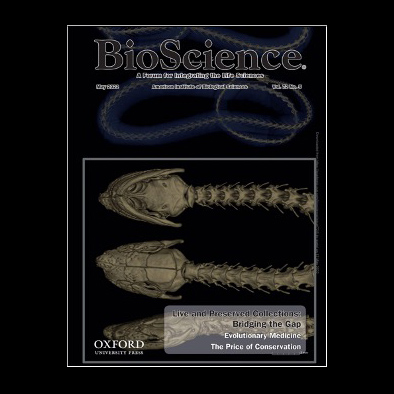 BioScience®
A Forum for Integrating the Life Sciences
May 2022 American Institute of Biological Sciences Vol. 72 No. 5
Live and Preserved Collections:
Bridging the Gap
Evolutionary Medicine
The Price of Conservation
OXFORD
UNIVERSITY PRESS